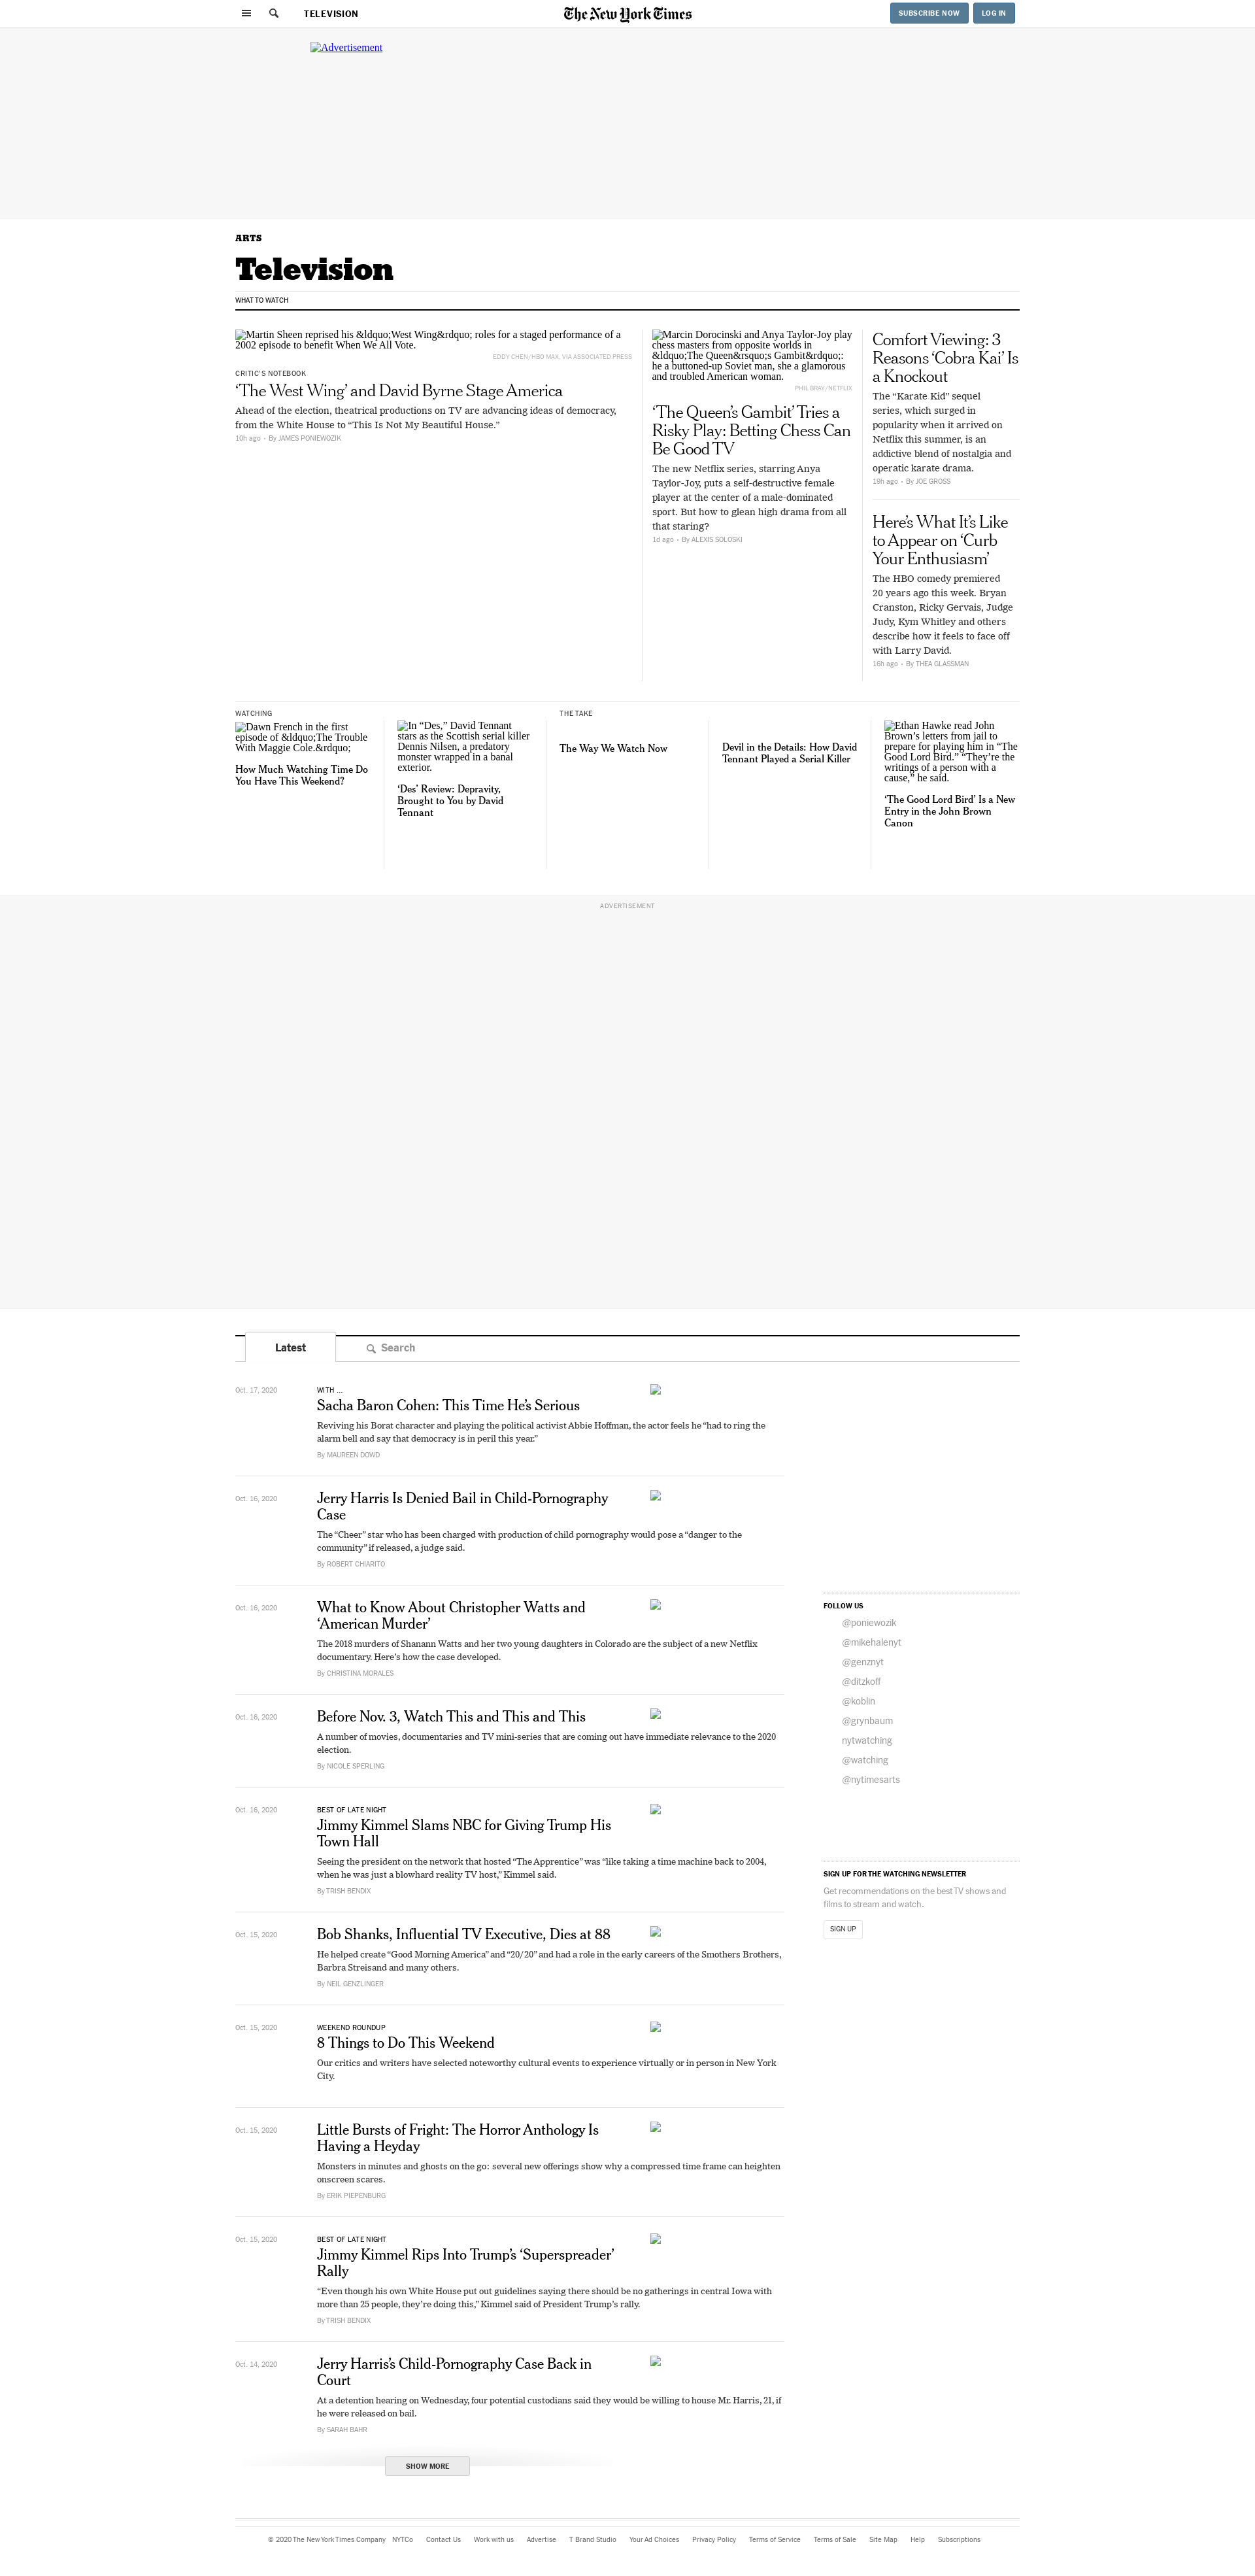 TELEVISION
The New York Times
SUBSCRIBE NOW
LOG IN
Advertisement
ARTS
Television
WHAT TO WATCH
Martin Sheen reprised his &ldquo;West Wing&rdquo; roles for a staged performance of a
2002 episode to benefit When We All Vote.
EDDY CHEN/HBO MAX, VIA ASSOCIATED PRESS
CRITIC'S NOTEBOOK
‘The West Wing’ and David Byrne Stage America
Ahead of the election, theatrical productions on TV are advancing ideas of democracy,
from the White House to “This Is Not My Beautiful House.”
10h ago • By JAMES PONIEWOZIK
Marcin Dorocinski and Anya Taylor-Joy play
chess masters from opposite worlds in
&ldquo;The Queen&rsquo;s Gambit&rdquo;:
he a buttoned-up Soviet man, she a glamorous
and troubled American woman.
PHIL BRAY/NETFLIX
‘The Queen’s Gambit’ Tries a
Risky Play: Betting Chess Can
Be Good TV
The new Netflix series, starring Anya
Taylor-Joy, puts a self-destructive female
player at the center of a male-dominated
sport. But how to glean high drama from all
that staring?
1d ago • By ALEXIS SOLOSKI
Comfort Viewing: 3
Reasons ‘Cobra Kai’ Is
a Knockout
The “Karate Kid” sequel
series, which surged in
popularity when it arrived on
Netflix this summer, is an
addictive blend of nostalgia and
operatic karate drama.
19h ago • By JOE GROSS
Here’s What It’s Like
to Appear on ‘Curb
Your Enthusiasm’
The HBO comedy premiered
20 years ago this week. Bryan
Cranston, Ricky Gervais, Judge
Judy, Kym Whitley and others
describe how it feels to face off
with Larry David.
16h ago • By THEA GLASSMAN
WATCHING
Dawn French in the first
episode of &ldquo;The Trouble
With Maggie Cole.&rdquo;
How Much Watching Time Do
You Have This Weekend?
In “Des,” David Tennant
stars as the Scottish serial killer
Dennis Nilsen, a predatory
monster wrapped in a banal
exterior.
‘Des’ Review: Depravity,
Brought to You by David
Tennant
THE TAKE
The Way We Watch Now
Devil in the Details: How David
Tennant Played a Serial Killer
Ethan Hawke read John
Brown’s letters from jail to
prepare for playing him in “The
Good Lord Bird.” “They’re the
writings of a person with a
cause,” he said.
‘The Good Lord Bird’ Is a New
Entry in the John Brown
Canon
ADVERTISEMENT
Latest
Search
Oct. 17, 2020
WITH ...
Sacha Baron Cohen: This Time He’s Serious
Reviving his Borat character and playing the political activist Abbie Hoffman, the actor feels he “had to ring the
alarm bell and say that democracy is in peril this year.”
By MAUREEN DOWD
Oct. 16, 2020
Jerry Harris Is Denied Bail in Child-Pornography
Case
The “Cheer” star who has been charged with production of child pornography would pose a “danger to the
community” if released, a judge said.
By ROBERT CHIARITO
Oct. 16, 2020
What to Know About Christopher Watts and
‘American Murder’
The 2018 murders of Shanann Watts and her two young daughters in Colorado are the subject of a new Netflix
documentary. Here’s how the case developed.
By CHRISTINA MORALES
Oct. 16, 2020
Before Nov. 3, Watch This and This and This
A number of movies, documentaries and TV mini-series that are coming out have immediate relevance to the 2020
election.
By NICOLE SPERLING
Oct. 16, 2020
BEST OF LATE NIGHT
Jimmy Kimmel Slams NBC for Giving Trump His
Town Hall
Seeing the president on the network that hosted “The Apprentice” was “like taking a time machine back to 2004,
when he was just a blowhard reality TV host,” Kimmel said.
By TRISH BENDIX
Oct. 15, 2020
Bob Shanks, Influential TV Executive, Dies at 88
He helped create “Good Morning America” and “20/20” and had a role in the early careers of the Smothers Brothers,
Barbra Streisand and many others.
By NEIL GENZLINGER
Oct. 15, 2020
WEEKEND ROUNDUP
8 Things to Do This Weekend
Our critics and writers have selected noteworthy cultural events to experience virtually or in person in New York
City.
Oct. 15, 2020
Little Bursts of Fright: The Horror Anthology Is
Having a Heyday
Monsters in minutes and ghosts on the go: several new offerings show why a compressed time frame can heighten
onscreen scares.
By ERIK PIEPENBURG
Oct. 15, 2020
BEST OF LATE NIGHT
Jimmy Kimmel Rips Into Trump’s ‘Superspreader’
Rally
“Even though his own White House put out guidelines saying there should be no gatherings in central Iowa with
more than 25 people, they’re doing this,” Kimmel said of President Trump’s rally.
By TRISH BENDIX
Oct. 14, 2020
Jerry Harris’s Child-Pornography Case Back in
Court
At a detention hearing on Wednesday, four potential custodians said they would be willing to house Mr. Harris, 21, if
he were released on bail.
By SARAH BAHR
SHOW MORE
FOLLOW US
@poniewozik
@mikehalenyt
@genznyt
@ditzkoff
@koblin
@grynbaum
nytwatching
@watching
@nytimesarts
SIGN UP FOR THE WATCHING NEWSLETTER
Get recommendations on the best TV shows and
films to stream and watch.
SIGN UP
© 2020 The New York Times Company NYTCo Contact Us Work with us Advertise T Brand Studio Your Ad Choices Privacy Policy Terms of Service Terms of Sale Site Map Help Subscriptions